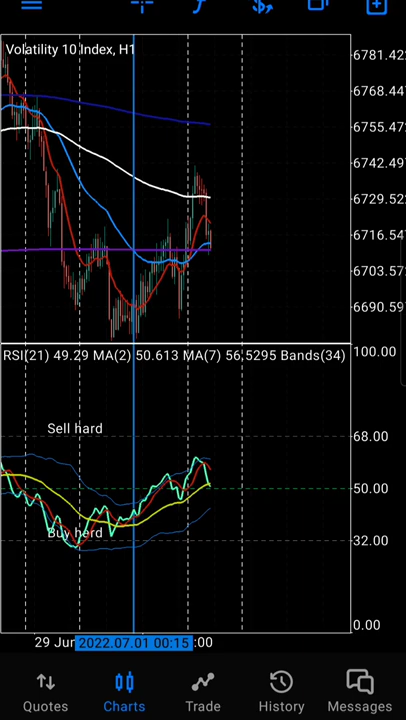 Volatility 10 Index, H1
6781.42
6768.44
6755.47
6742.49
6729.52
6716.54
6703.57
6690.59
RSI(21) 49.29 MA(2) 50.613 MA(7) 56.5295 Bands(34)
100.00
Sell hard
68.00
50.00
Buy herd
32.00
0.00
29 Jun
2022.07.01 00:15
:00
Quotes
Charts
Trade
History
Messages